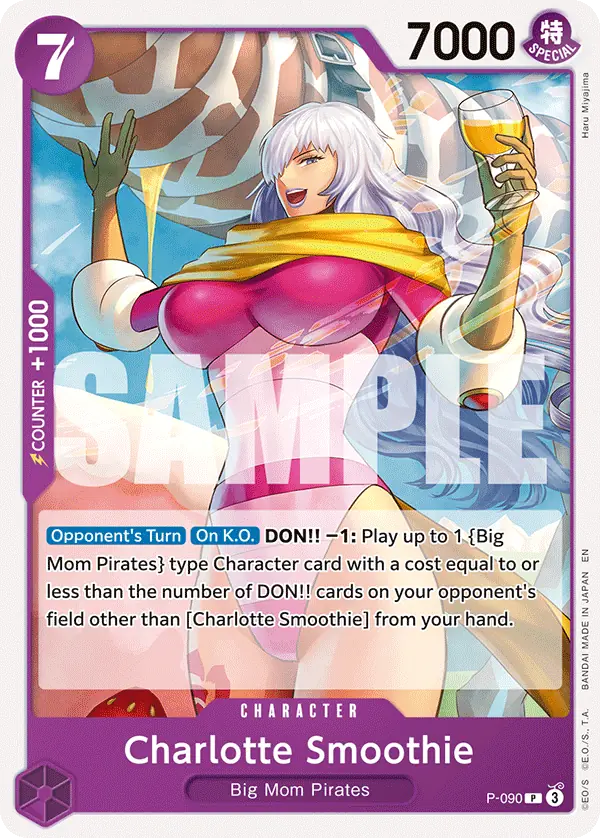 7
7000
特
SPECIAL
Haru Miyajima
COUNTER +1000
SAMPLE
Opponent's Turn On K.O. DON!! −1: Play up to 1 {Big
Mom Pirates} type Character card with a cost equal to or
less than the number of DON!! cards on your opponent's
field other than [Charlotte Smoothie] from your hand.
CHARACTER
Charlotte Smoothie
Big Mom Pirates
P-090 P 3
©EO/S ©E.O./S., T.A. BANDAI MADE IN JAPAN EN